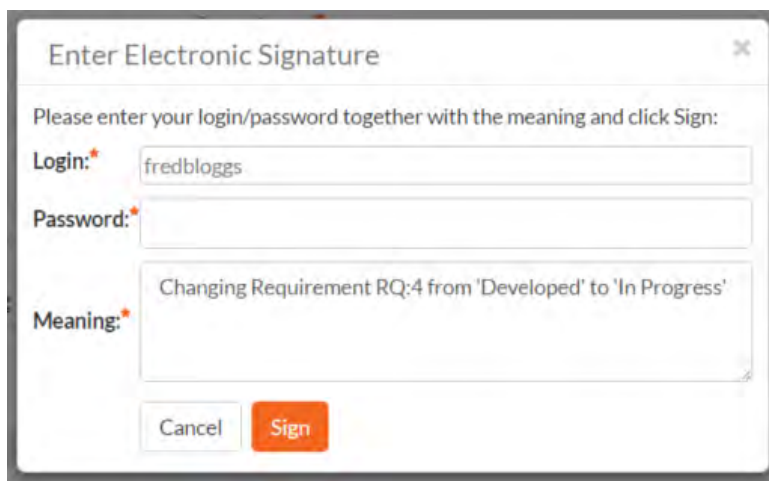 Enter Electronic Signature ×
Please enter your login/password together with the meaning and click Sign:
Login:* fredbloggs
Password:*
Changing Requirement RQ:4 from 'Developed' to 'In Progress'
Meaning:*
Cancel Sign